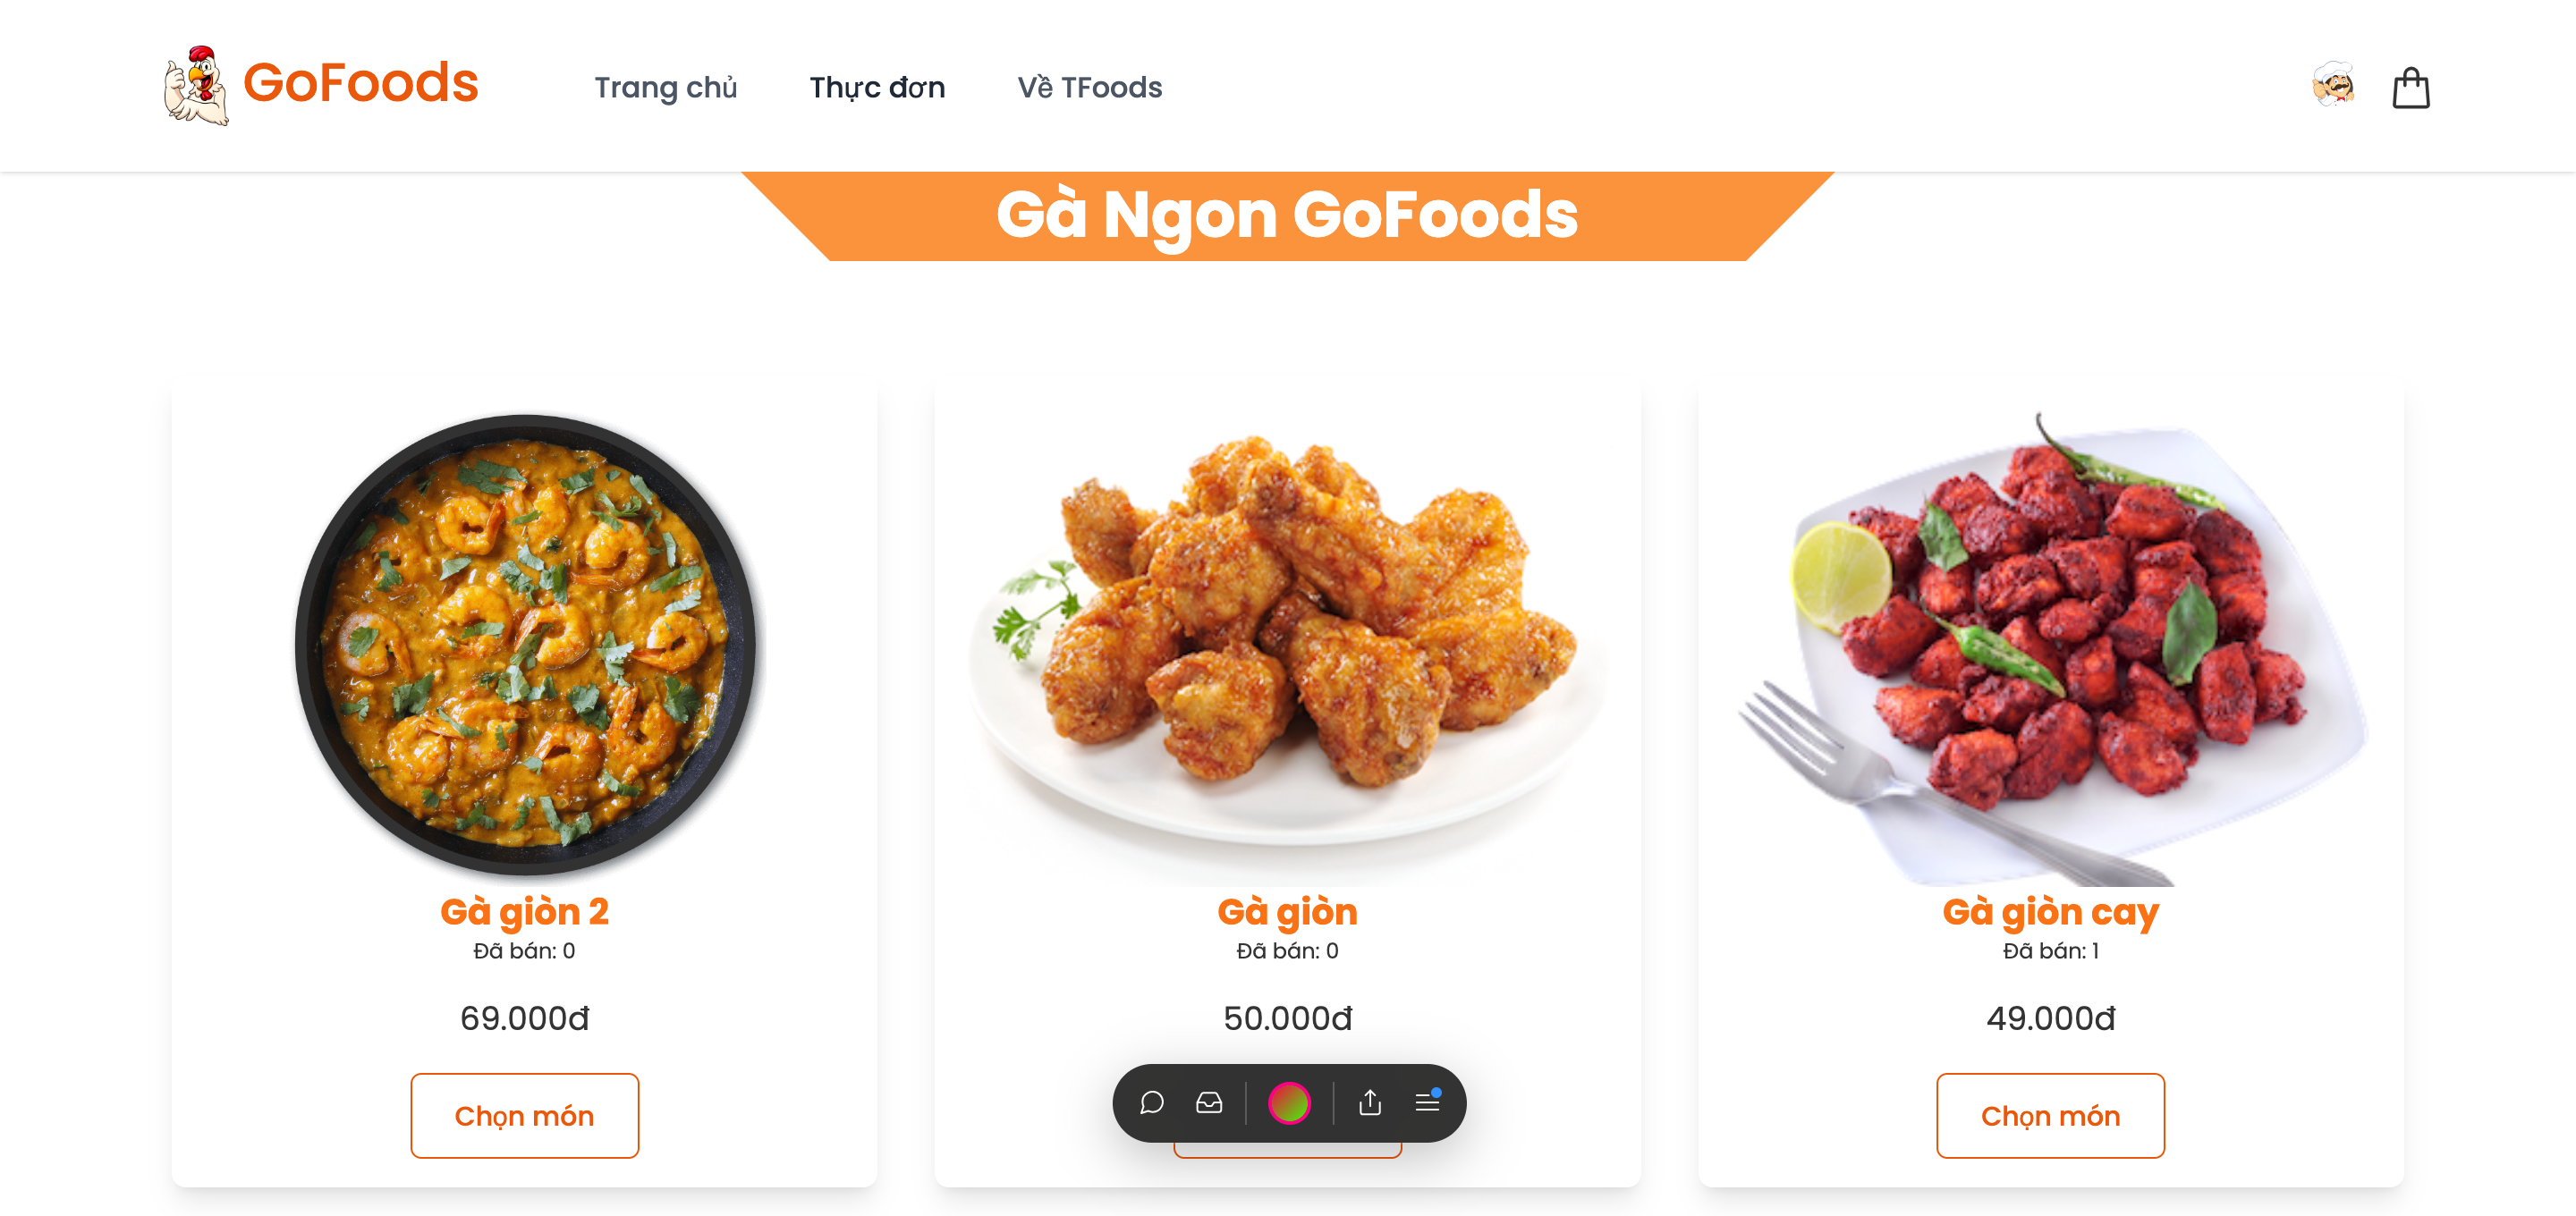 GoFoods
Trang chủ
Thực đơn
Về TFoods
Gà Ngon GoFoods
Gà giòn 2
Đã bán: 0
69.000đ
Chọn món
Gà giòn
Đã bán: 0
50.000đ
Gà giòn cay
Đã bán: 1
49.000đ
Chọn món